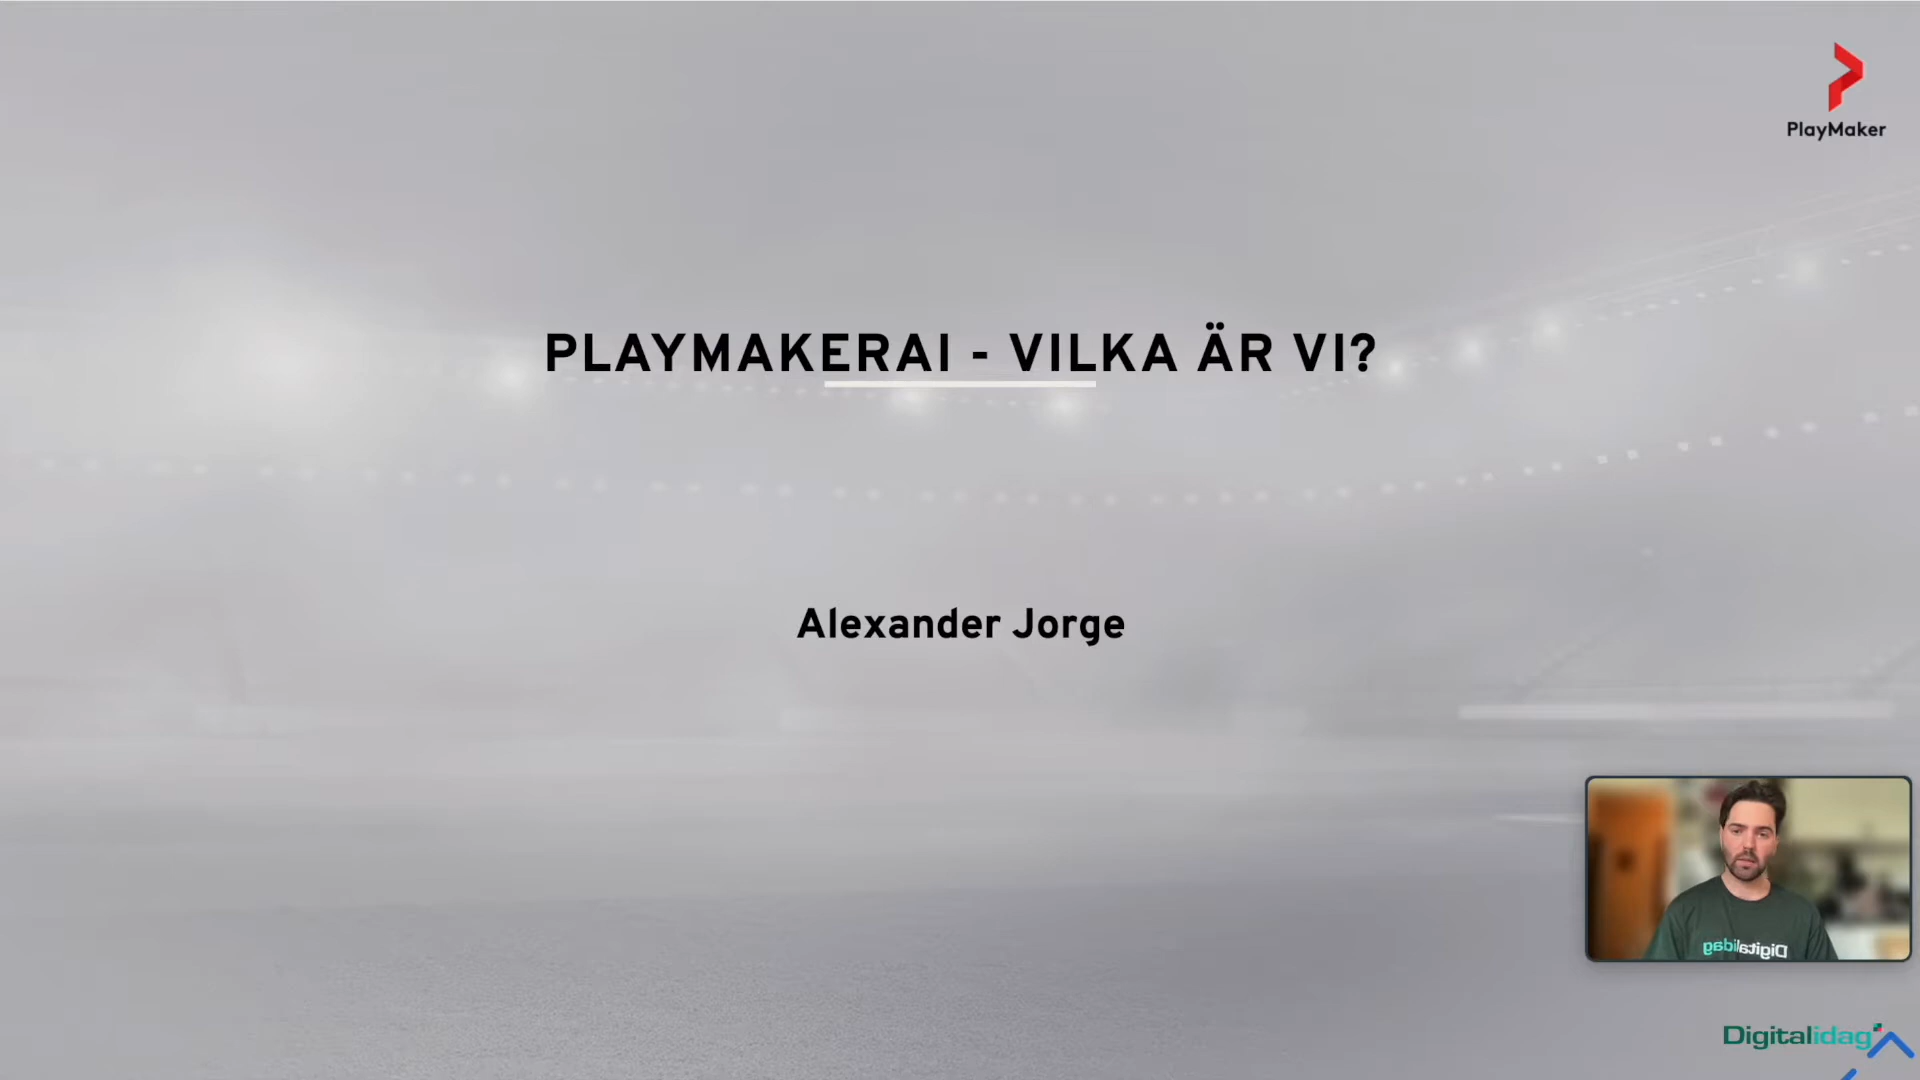 PlayMaker
PLAYMAKERAI - VILKA ÄR VI?
Alexander Jorge
Digitalidag
Digitalidag